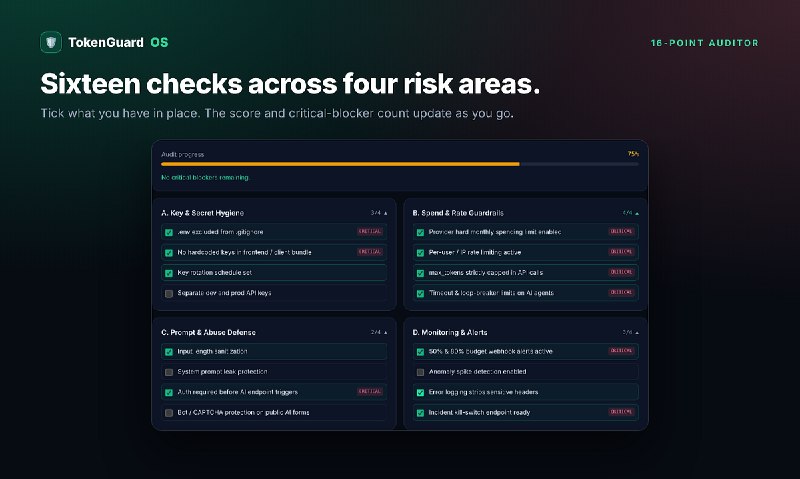 TokenGuard OS
16-POINT AUDITOR
Sixteen checks across four risk areas.
Tick what you have in place. The score and critical-blocker count update as you go.
Audit progress
75%
No critical blockers remaining.
A. Key & Secret Hygiene
3/4
.env excluded from .gitignore
CRITICAL
No hardcoded keys in frontend / client bundle
CRITICAL
Key rotation schedule set
Separate dev and prod API keys
B. Spend & Rate Guardrails
4/4
Provider hard monthly spending limit enabled
CRITICAL
Per-user / IP rate limiting active
CRITICAL
max_tokens strictly capped in API calls
CRITICAL
Timeout & loop-breaker limits on AI agents
CRITICAL
C. Prompt & Abuse Defense
2/4
Input length sanitization
System prompt leak protection
Auth required before AI endpoint triggers
CRITICAL
Bot / CAPTCHA protection on public AI forms
D. Monitoring & Alerts
3/4
50% & 80% budget webhook alerts active
CRITICAL
Anomaly spike detection enabled
Error logging strips sensitive headers
Incident kill-switch endpoint ready
CRITICAL